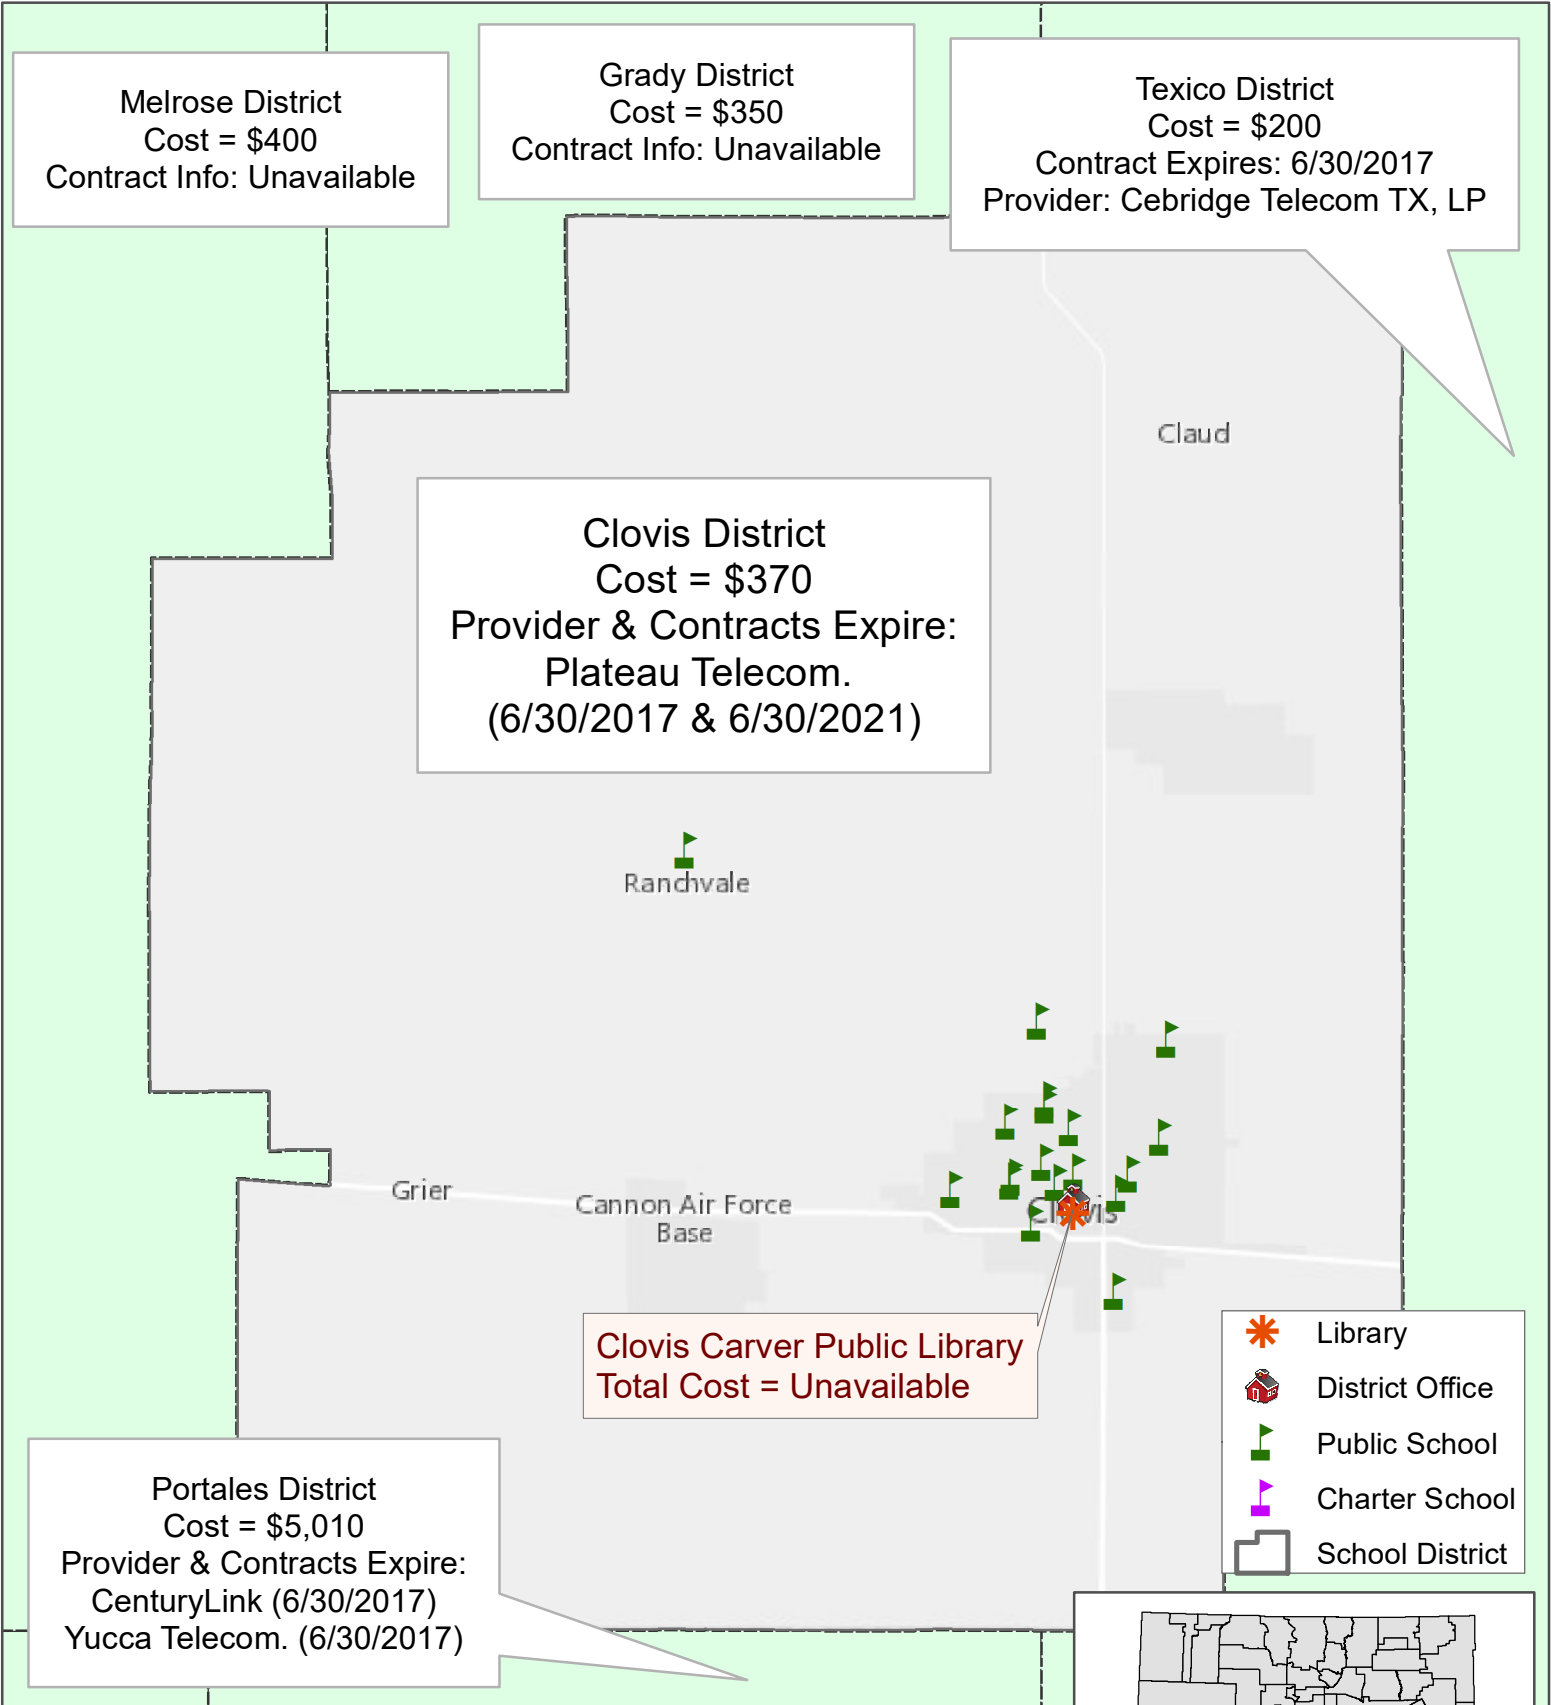 Melrose District
Cost = $400
Contract Info: Unavailable
Grady District
Cost = $350
Contract Info: Unavailable
Texico District
Cost = $200
Contract Expires: 6/30/2017
Provider: Cebridge Telecom TX, LP
Claud
Clovis District
Cost = $370
Provider & Contracts Expire:
Plateau Telecom.
(6/30/2017 & 6/30/2021)
Ranchvale
Grier
Cannon Air Force
Base
Clovis
Clovis Carver Public Library
Total Cost = Unavailable
Library
District Office
Public School
Charter School
School District
Portales District
Cost = $5,010
Provider & Contracts Expire:
CenturyLink (6/30/2017)
Yucca Telecom. (6/30/2017)